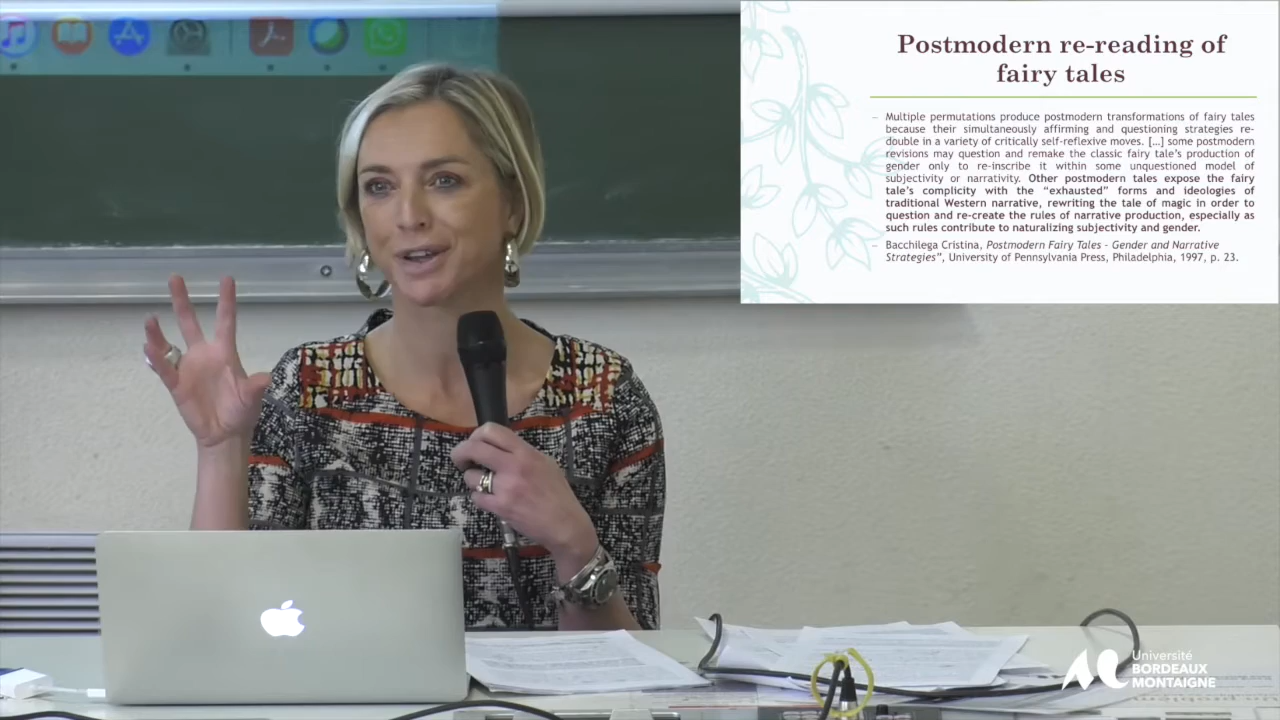 Postmodern re-reading of
fairy tales
– Multiple permutations produce postmodern transformations of fairy tales
because their simultaneously affirming and questioning strategies re-
double in a variety of critically self-reflexive moves. […] some postmodern
revisions may question and remake the classic fairy tale's production of
gender only to re-inscribe it within some unquestioned model of
subjectivity or narrativity. Other postmodern tales expose the fairy
tale's complicity with the “exhausted” forms and ideologies of
traditional Western narrative, rewriting the tale of magic in order to
question and re-create the rules of narrative production, especially as
such rules contribute to naturalizing subjectivity and gender.
– Bacchilega Cristina, Postmodern Fairy Tales – Gender and Narrative
Strategies”, University of Pennsylvania Press, Philadelphia, 1997, p. 23.
Université
BORDEAUX
MONTAIGNE